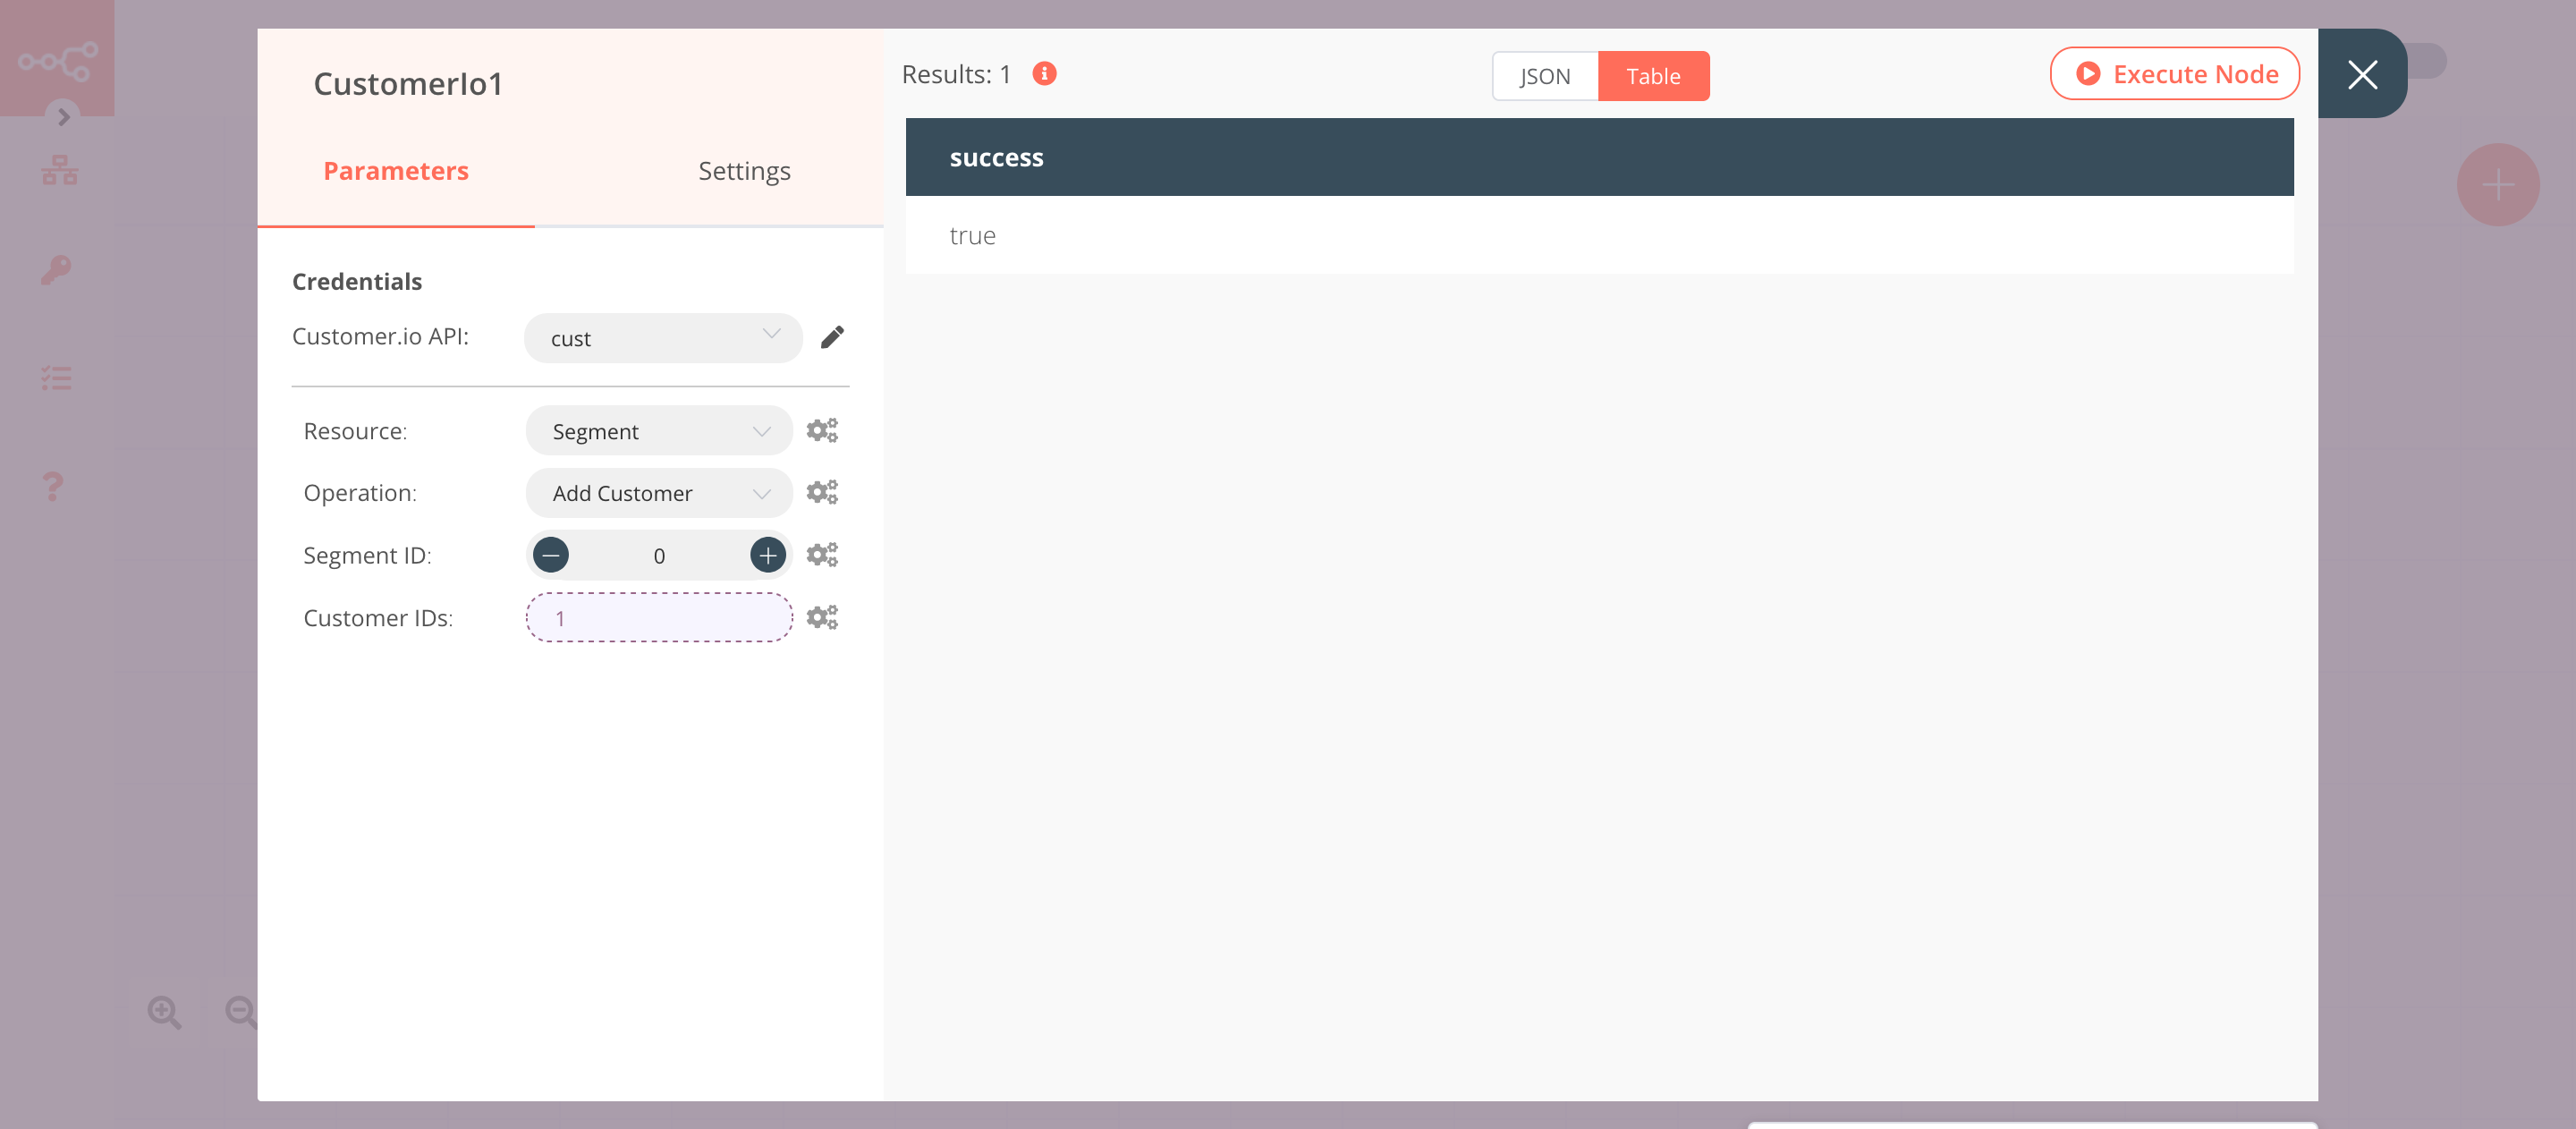 CustomerIo1
Parameters
Settings
Credentials
Customer.io API:
cust
Resource:
Segment
Operation:
Add Customer
Segment ID:
0
Customer IDs:
1
Results: 1
JSON
Table
Execute Node
success
true